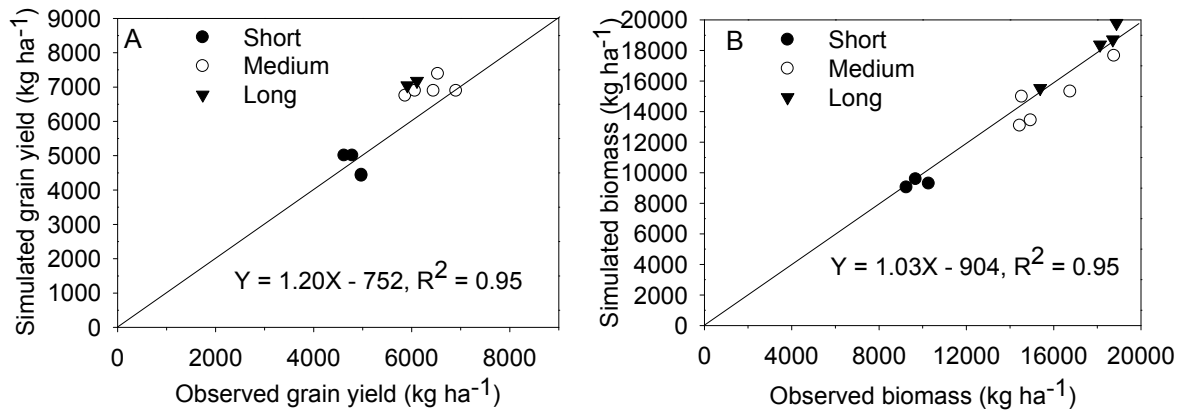 A
Short
Medium
Long
9000
8000
7000
6000
5000
4000
3000
2000
1000
0
Simulated grain yield (kg ha⁻¹)
Y = 1.20X - 752, R² = 0.95
0 2000 4000 6000 8000
Observed grain yield (kg ha⁻¹)
B
Short
Medium
Long
20000
18000
16000
14000
12000
10000
8000
6000
4000
2000
0
Simulated biomass (kg ha⁻¹)
Y = 1.03X - 904, R² = 0.95
0 4000 8000 12000 16000 20000
Observed biomass (kg ha⁻¹)